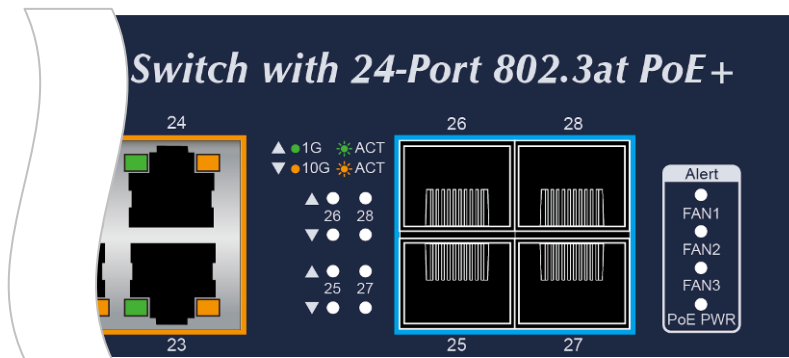 Switch with 24-Port 802.3at PoE+
24
26 28
▲ ● 1G ACT
▼ ● 10G ACT
Alert
FAN1
26 28
FAN2
FAN3
25 27
PoE PWR
23
25 27